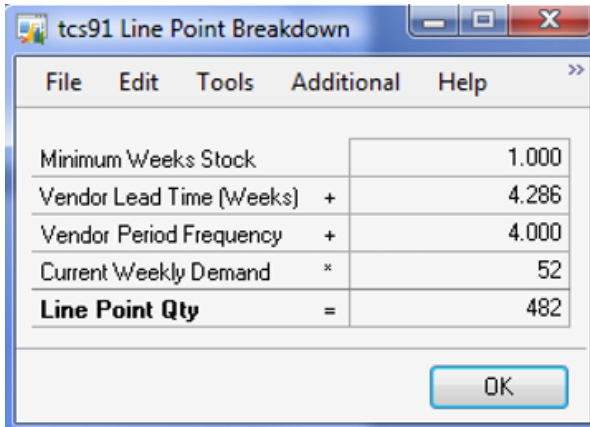 tcs91 Line Point Breakdown
File Edit Tools Additional Help »
Minimum Weeks Stock 1.000
Vendor Lead Time (Weeks) + 4.286
Vendor Period Frequency + 4.000
Current Weekly Demand × 52
Line Point Qty = 482
OK